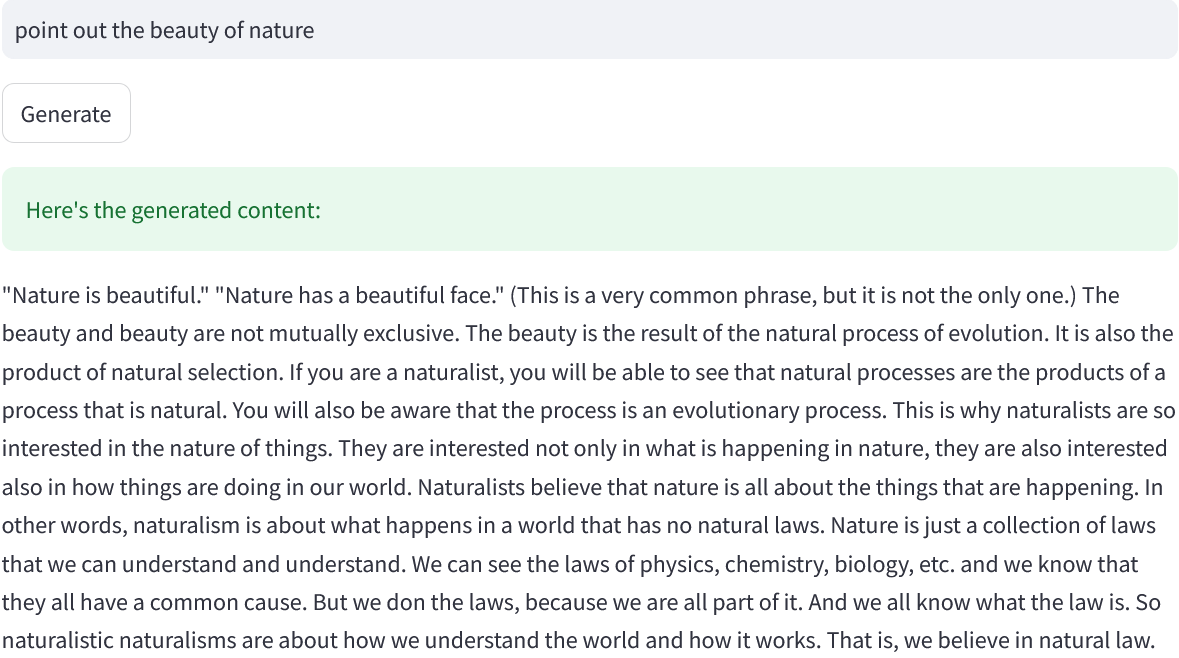 point out the beauty of nature
Generate
Here's the generated content:
"Nature is beautiful." "Nature has a beautiful face." (This is a very common phrase, but it is not the only one.) The
beauty and beauty are not mutually exclusive. The beauty is the result of the natural process of evolution. It is also the
product of natural selection. If you are a naturalist, you will be able to see that natural processes are the products of a
process that is natural. You will also be aware that the process is an evolutionary process. This is why naturalists are so
interested in the nature of things. They are interested not only in what is happening in nature, they are also interested
also in how things are doing in our world. Naturalists believe that nature is all about the things that are happening. In
other words, naturalism is about what happens in a world that has no natural laws. Nature is just a collection of laws
that we can understand and understand. We can see the laws of physics, chemistry, biology, etc. and we know that
they all have a common cause. But we don the laws, because we are all part of it. And we all know what the law is. So
naturalistic naturalisms are about how we understand the world and how it works. That is, we believe in natural law.